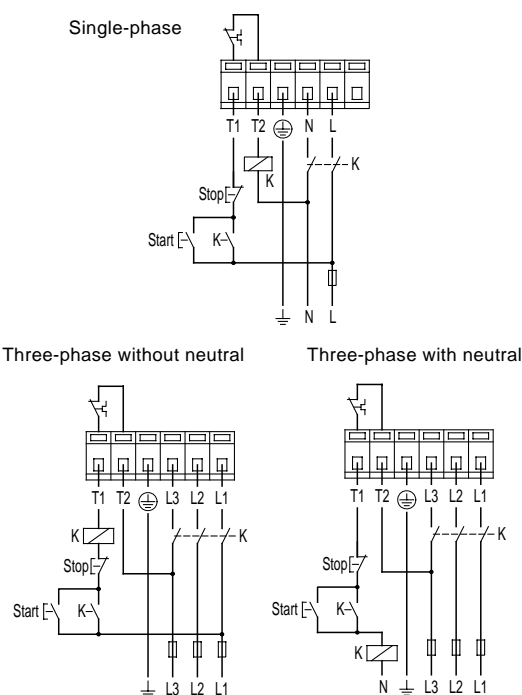 Single-phase
T1 T2 N L
K
K
Stop
Start K
N L
Three-phase without neutral
Three-phase with neutral
T1 T2 L3 L2 L1
K
K
Stop
Start K
L3 L2 L1
T1 T2 L3 L2 L1
K
Stop
Start K
K
N L3 L2 L1